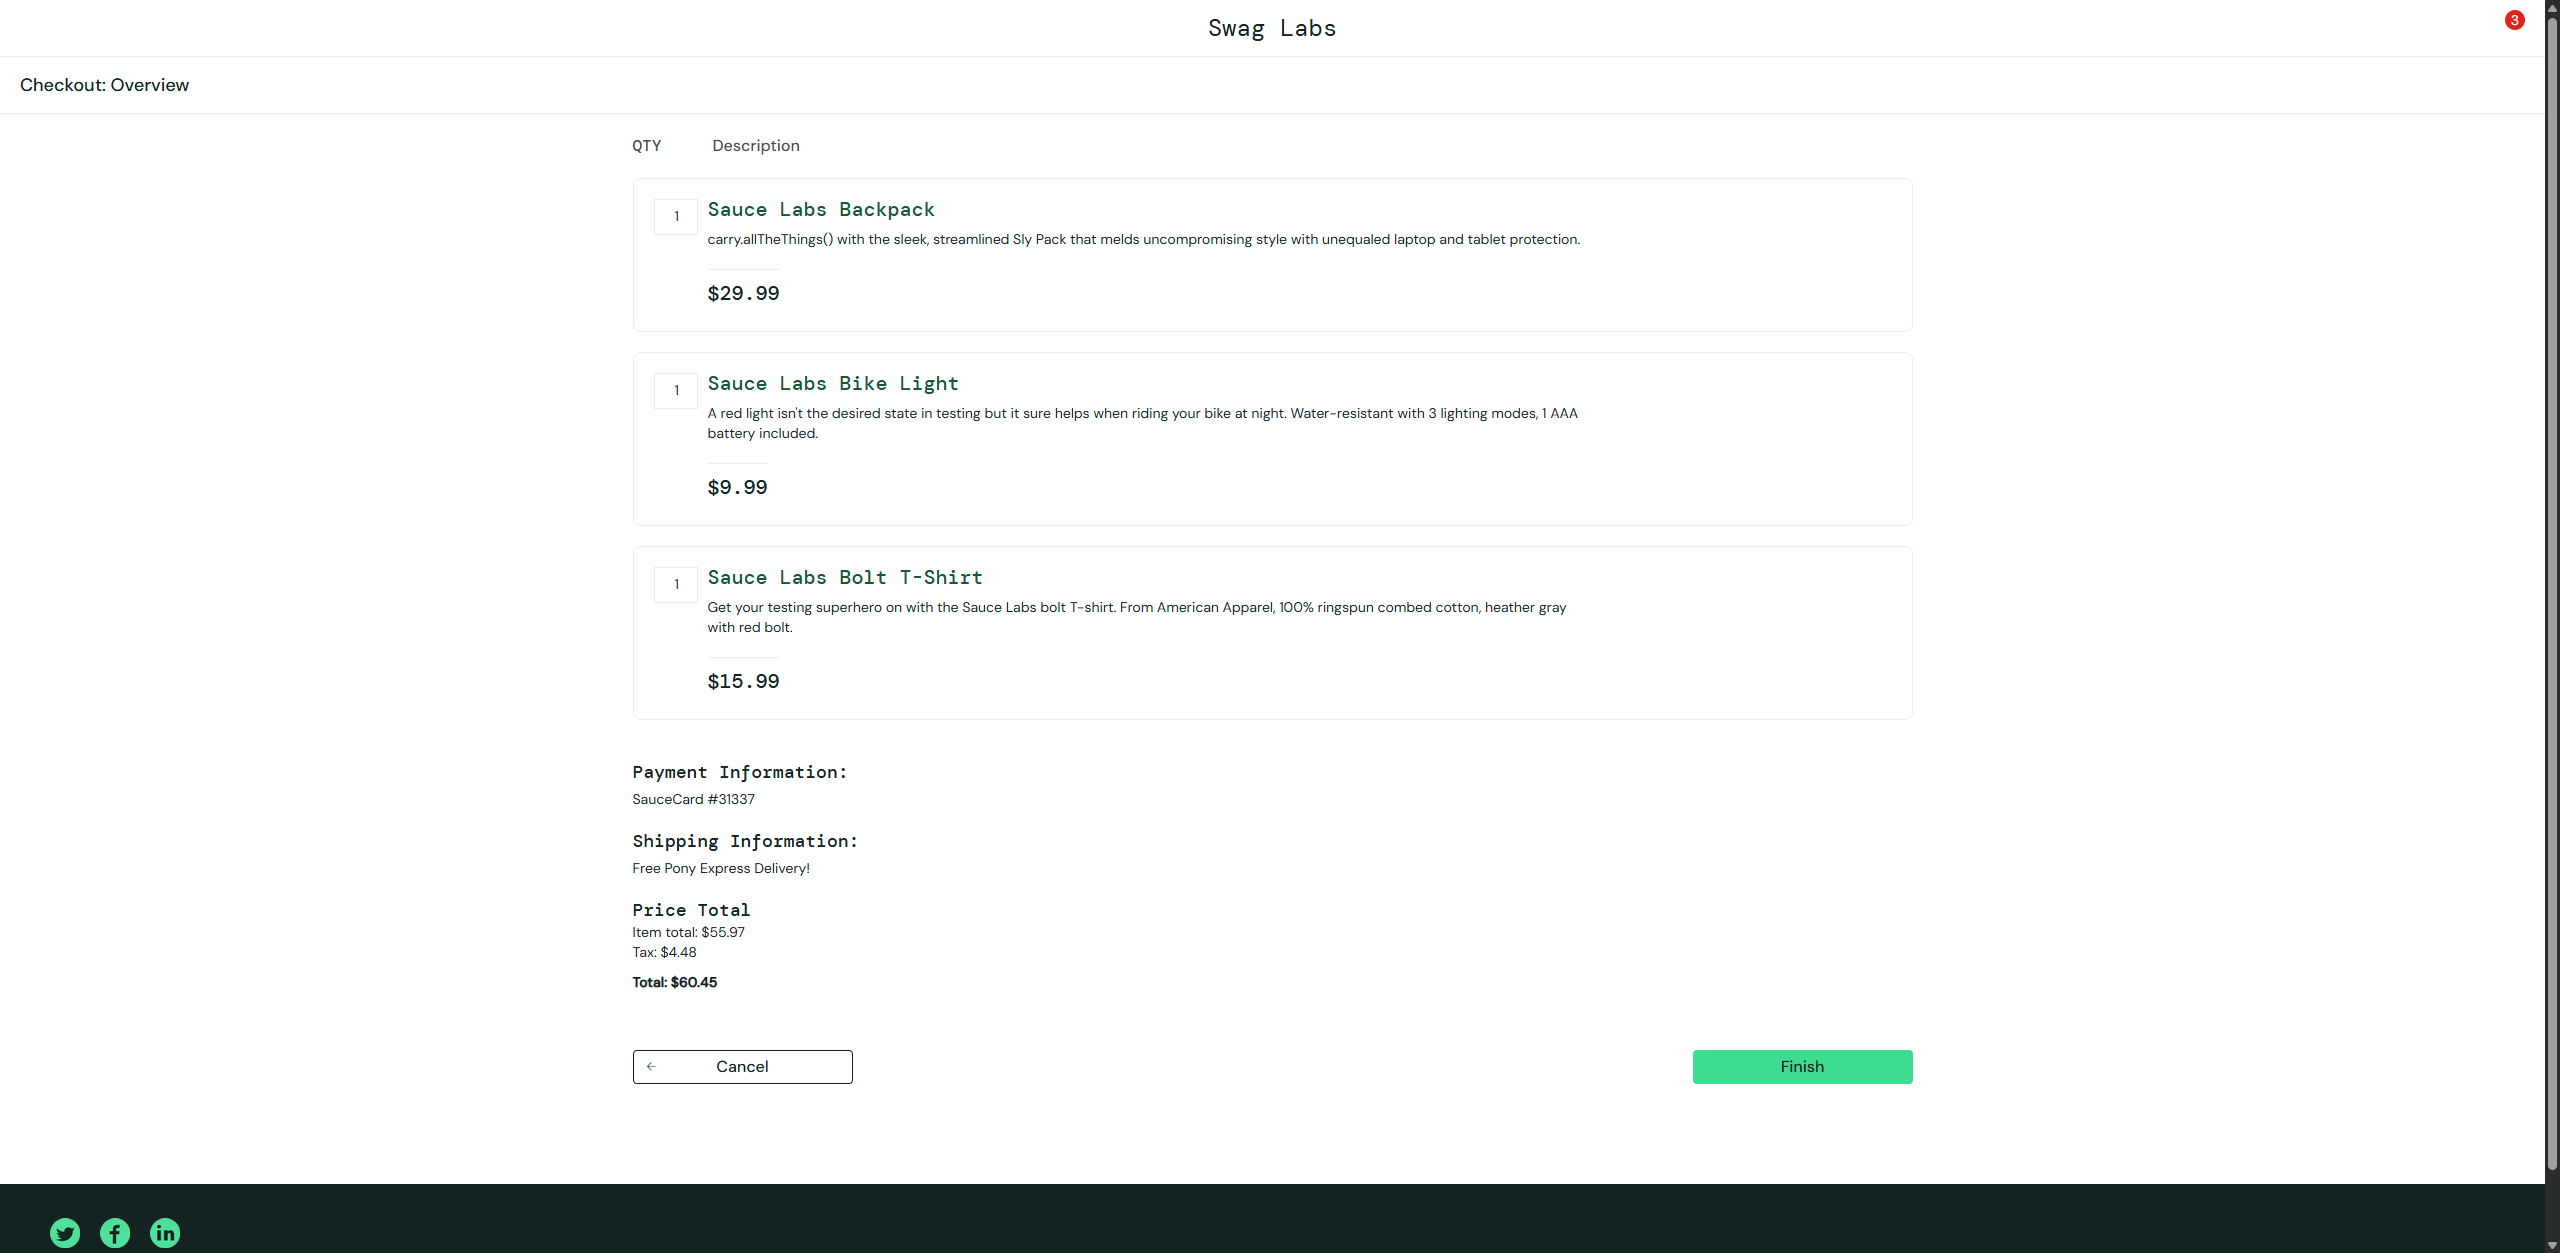 Swag Labs
3
Checkout: Overview
QTY Description
1
Sauce Labs Backpack
carry.allTheThings() with the sleek, streamlined Sly Pack that melds uncompromising style with unequaled laptop and tablet protection.
$29.99
1
Sauce Labs Bike Light
A red light isn't the desired state in testing but it sure helps when riding your bike at night. Water-resistant with 3 lighting modes, 1 AAA
battery included.
$9.99
1
Sauce Labs Bolt T-Shirt
Get your testing superhero on with the Sauce Labs bolt T-shirt. From American Apparel, 100% ringspun combed cotton, heather gray
with red bolt.
$15.99
Payment Information:
SauceCard #31337
Shipping Information:
Free Pony Express Delivery!
Price Total
Item total: $55.97
Tax: $4.48
Total: $60.45
Cancel
Finish